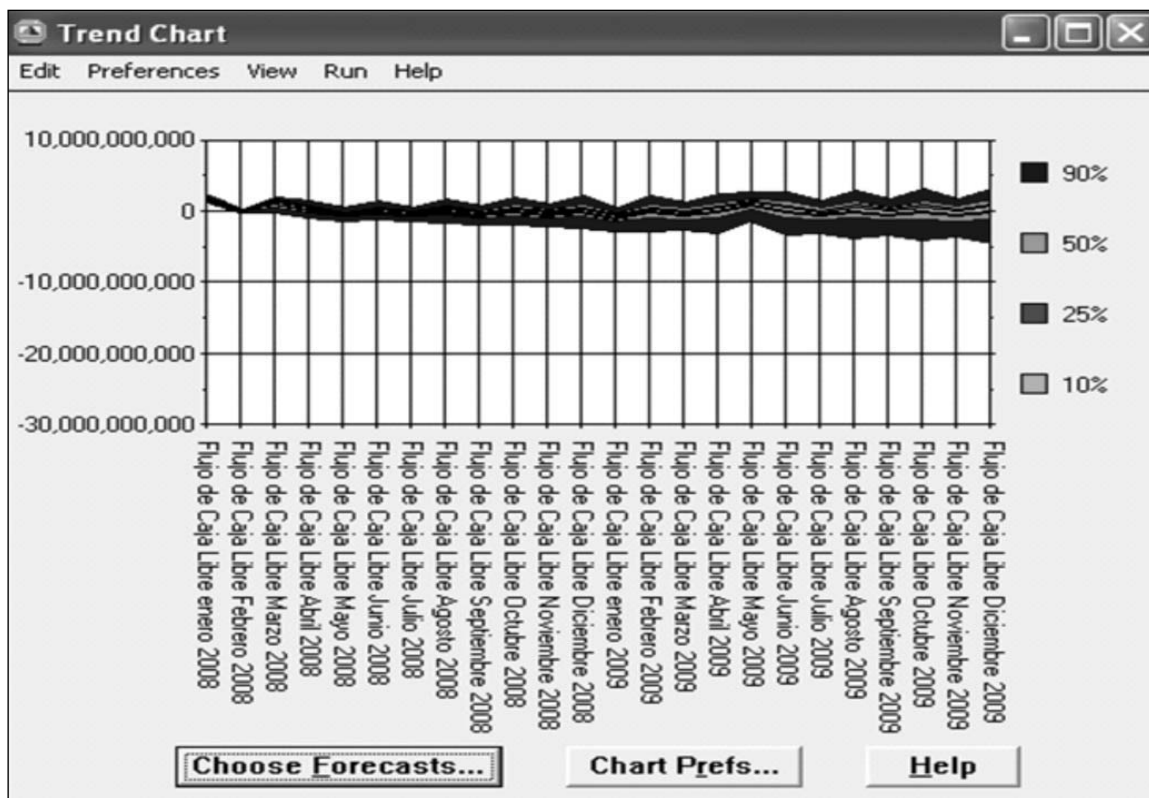 Trend Chart
Edit Preferences View Run Help
10,000,000,000
0
-10,000,000,000
-20,000,000,000
-30,000,000,000
90%
50%
25%
10%
Flujo de Caja Libre enero 2008
Flujo de Caja Libre Febrero 2008
Flujo de Caja Libre Marzo 2008
Flujo de Caja Libre Abril 2008
Flujo de Caja Libre Mayo 2008
Flujo de Caja Libre Junio 2008
Flujo de Caja Libre Julio 2008
Flujo de Caja Libre Agosto 2008
Flujo de Caja Libre Septiembre 2008
Flujo de Caja Libre Octubre 2008
Flujo de Caja Libre Noviembre 2008
Flujo de Caja Libre Diciembre 2008
Flujo de Caja Libre enero 2009
Flujo de Caja Libre Febrero 2009
Flujo de Caja Libre Marzo 2009
Flujo de Caja Libre Abril 2009
Flujo de Caja Libre Mayo 2009
Flujo de Caja Libre Junio 2009
Flujo de Caja Libre Julio 2009
Flujo de Caja Libre Agosto 2009
Flujo de Caja Libre Septiembre 2009
Flujo de Caja Libre Octubre 2009
Flujo de Caja Libre Noviembre 2009
Flujo de Caja Libre Diciembre 2009
Choose Forecasts... Chart Prefs... Help